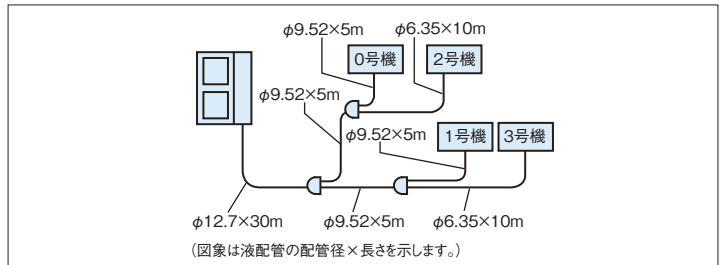 φ9.52×5m
φ6.35×10m
0号機
2号機
φ9.52×5m
φ9.52×5m
1号機
3号機
φ12.7×30m
φ9.52×5m
φ6.35×10m
(図象は液配管の配管径×長さを示します。)